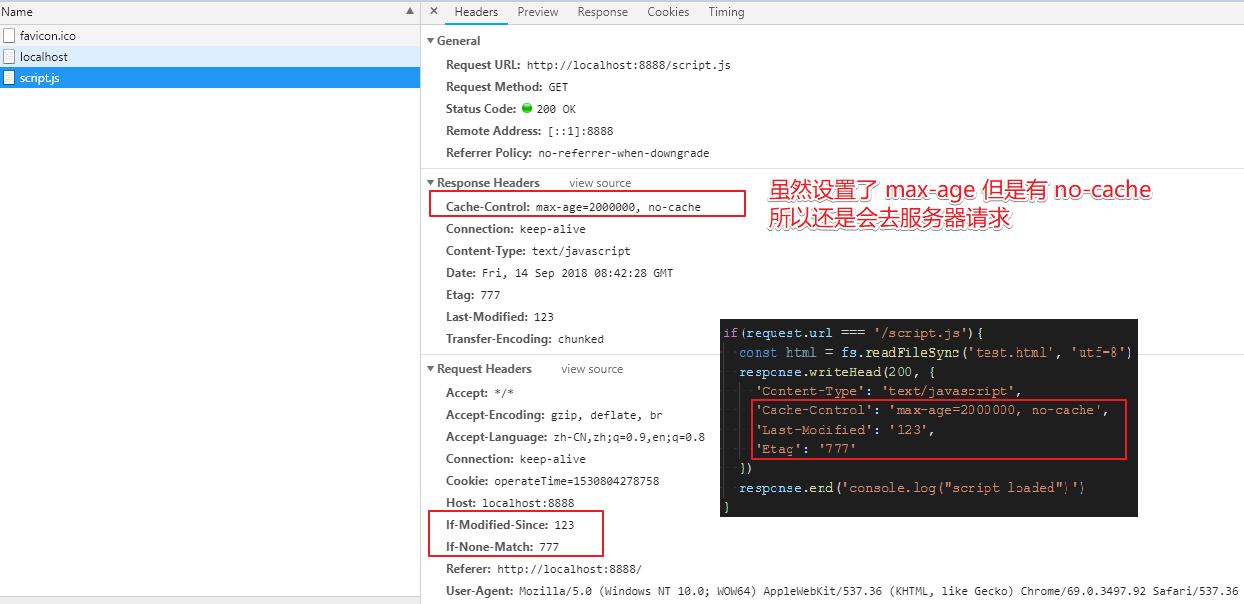 Name
favicon.ico
localhost
script.js
× Headers Preview Response Cookies Timing
General
Request URL: http://localhost:8888/script.js
Request Method: GET
Status Code: 200 OK
Remote Address: [::1]:8888
Referrer Policy: no-referrer-when-downgrade
Response Headers view source
Cache-Control: max-age=2000000, no-cache
Connection: keep-alive
Content-Type: text/javascript
Date: Fri, 14 Sep 2018 08:42:28 GMT
Etag: 777
Last-Modified: 123
Transfer-Encoding: chunked
虽然设置了 max-age 但是有 no-cache
所以还是会去服务器请求
Request Headers view source
Accept: */*
Accept-Encoding: gzip, deflate, br
Accept-Language: zh-CN,zh;q=0.9,en;q=0.8
Connection: keep-alive
Cookie: operateTime=1530804278758
Host: localhost:8888
If-Modified-Since: 123
If-None-Match: 777
Referer: http://localhost:8888/
User-Agent: Mozilla/5.0 (Windows NT 10.0; WOW64) AppleWebKit/537.36 (KHTML, like Gecko) Chrome/69.0.3497.92 Safari/537.36
if(request.url === '/script.js'){
const html = fs.readFileSync('test.html', 'utf-8')
response.writeHead(200, {
'Content-Type': 'text/javascript',
'Cache-Control': 'max-age=2000000, no-cache',
'Last-Modified': '123',
'Etag': '777'
})
response.end('console.log("script loaded")')
}